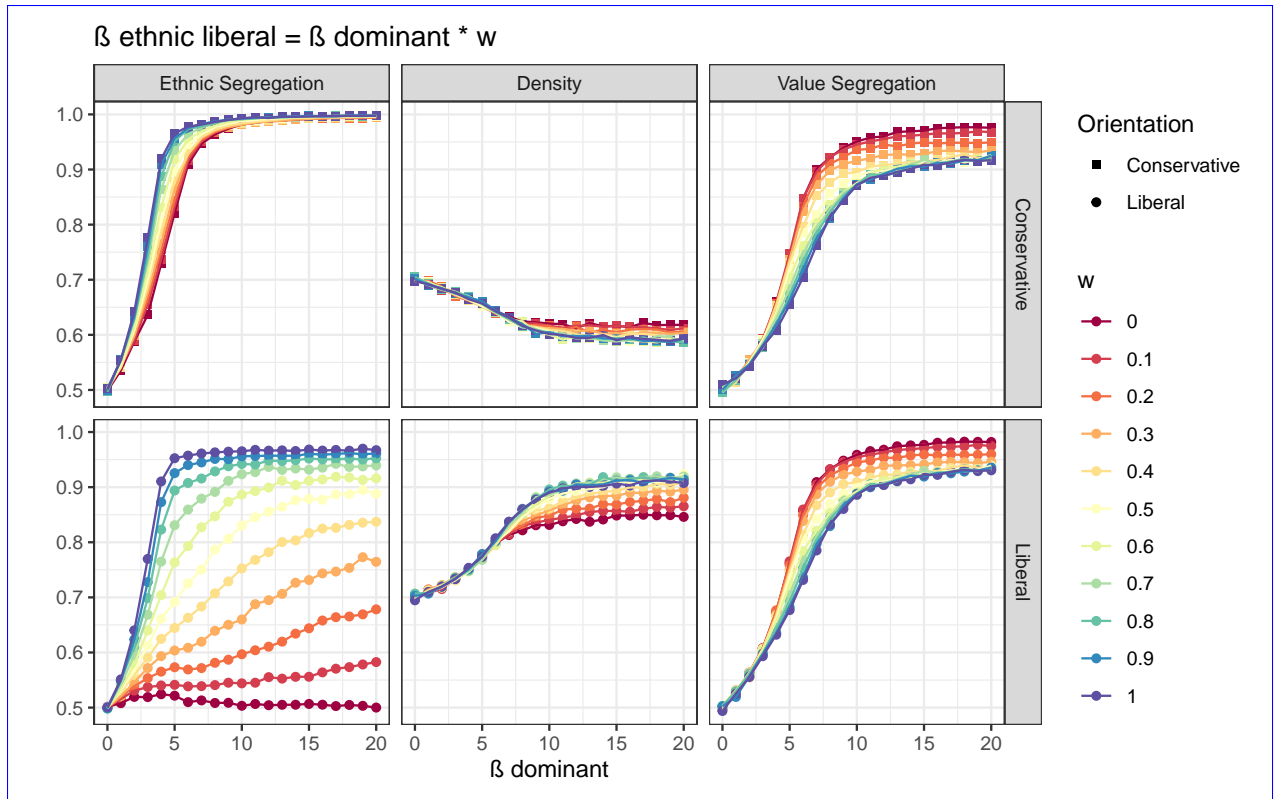 ß ethnic liberal = ß dominant * w
Ethnic Segregation
Density
Value Segregation
1.0
0.9
0.8
0.7
0.6
0.5
Conservative
1.0
0.9
0.8
0.7
0.6
0.5
Liberal
0 5 10 15 20
0 5 10 15 20
0 5 10 15 20
ß dominant
Orientation
Conservative
Liberal
w
0
0.1
0.2
0.3
0.4
0.5
0.6
0.7
0.8
0.9
1